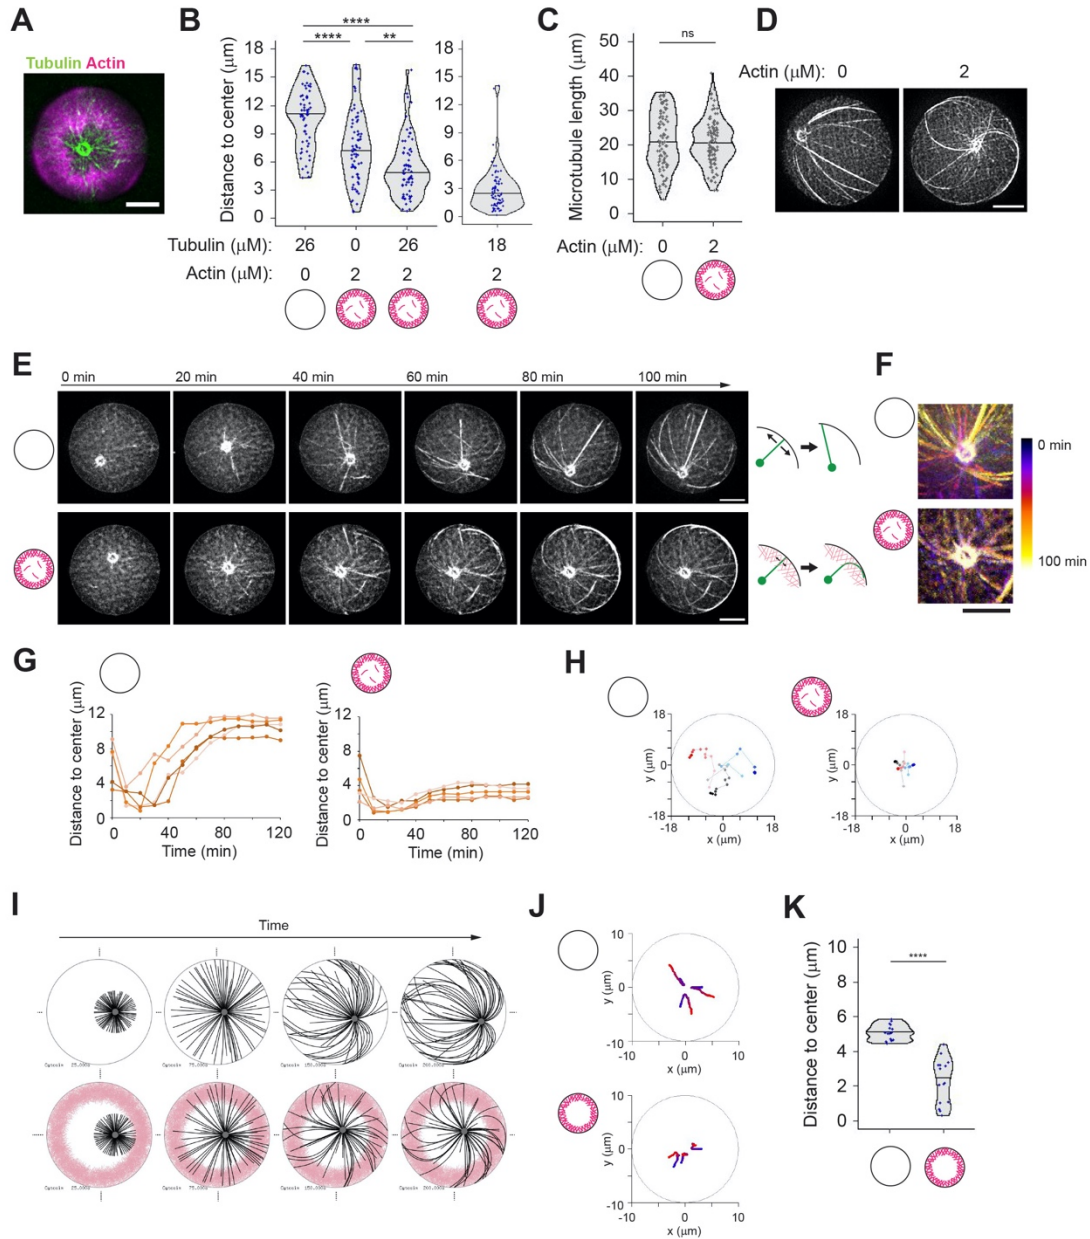 A
Tubulin Actin
B
Distance to center (μm)
18
15
12
9
6
3
0
****
****
**
18
15
12
9
6
3
0
Tubulin (μM): 26 0 26 18
Actin (μM): 0 2 2 2
C
Microtubule length (μm)
50
40
30
20
10
0
ns
Actin (μM): 0 2
D
Actin (μM): 0 2
E
0 min 20 min 40 min 60 min 80 min 100 min
F
0 min
100 min
G
Distance to center (μm)
12
8
4
0
0 40 80 120
Time (min)
Distance to center (μm)
12
8
4
0
0 40 80 120
Time (min)
H
y (μm)
18
0
-18
-18 0 18
x (μm)
y (μm)
18
0
-18
-18 0 18
x (μm)
I
Time
J
y (μm)
10
0
-10
-10 0 10
x (μm)
y (μm)
10
0
-10
-10 0 10
x (μm)
K
Distance to center (μm)
10
8
6
4
2
0
****